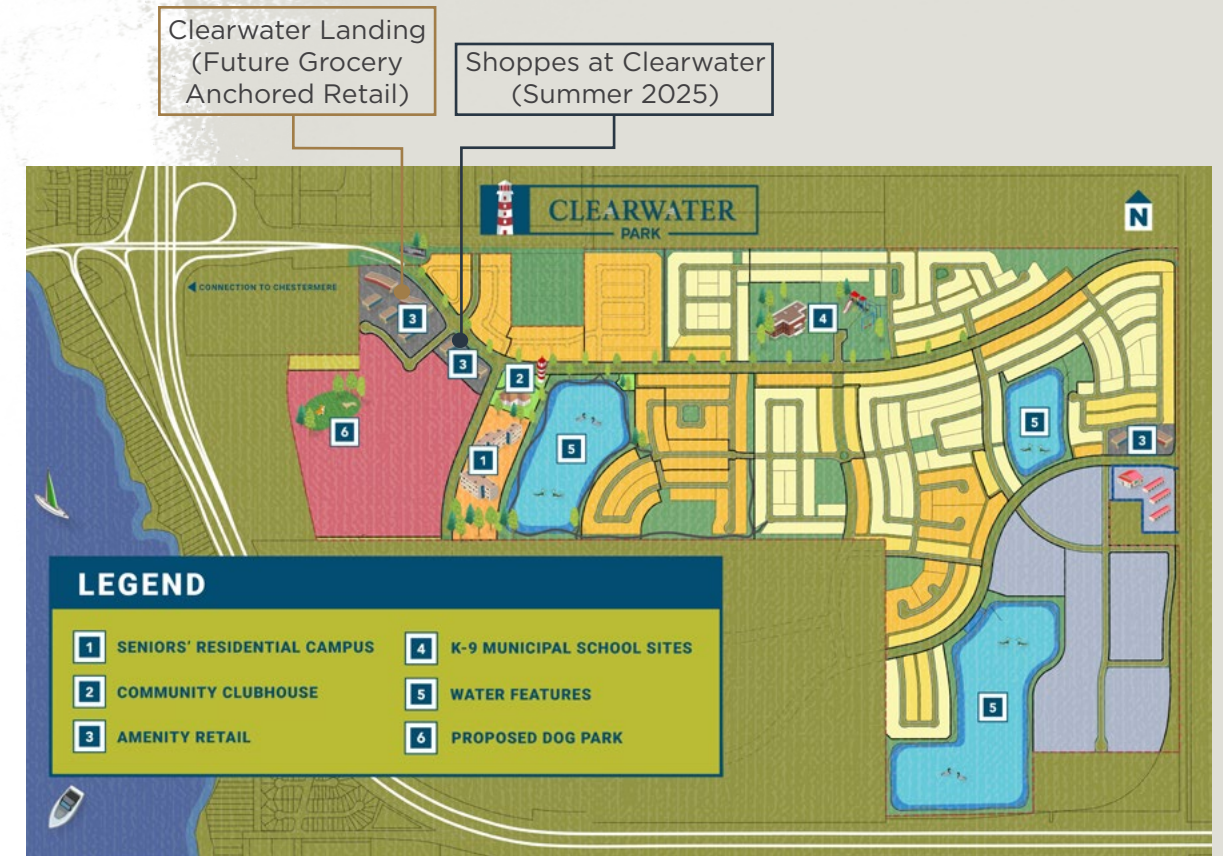 Clearwater Landing
(Future Grocery
Anchored Retail)
Shoppes at Clearwater
(Summer 2025)
CLEARWATER
PARK
N
CONNECTION TO CHESTERMERE
3
4
3
2
5
3
6
1
5
5
LEGEND
1 SENIORS' RESIDENTIAL CAMPUS
2 COMMUNITY CLUBHOUSE
3 AMENITY RETAIL
4 K-9 MUNICIPAL SCHOOL SITES
5 WATER FEATURES
6 PROPOSED DOG PARK